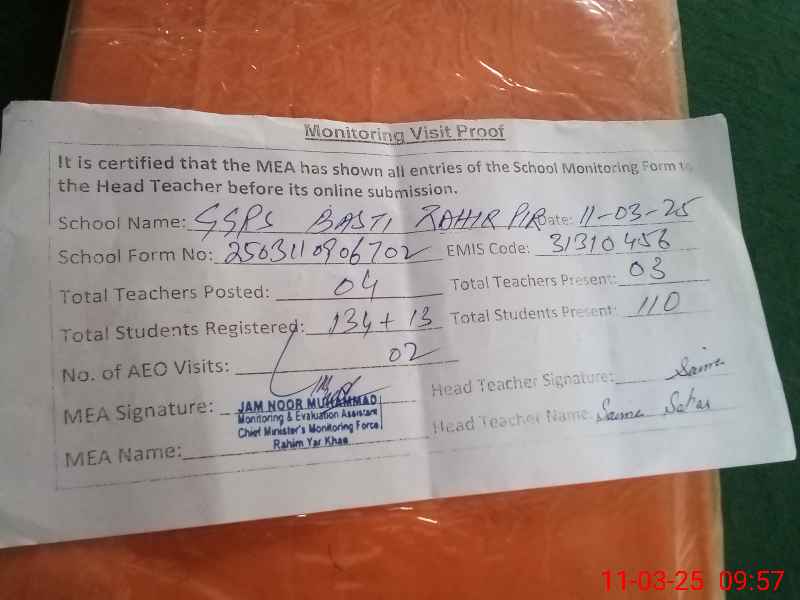 Monitoring Visit Proof
It is certified that the MEA has shown all entries of the School Monitoring Form to
the Head Teacher before its online submission.
School Name: GGPS BASTI ZAHIR PIR Date: 11-03-25
School Form No: 2503110906702 EMIS Code: 31310456
Total Teachers Posted: 04 Total Teachers Present: 03
Total Students Registered: 134+13 Total Students Present: 110
No. of AEO Visits: 02
MEA Signature: Head Teacher Signature: Saima
JAM NOOR MUHAMMAD
Monitoring & Evaluation Assistant
Chief Minister's Monitoring Force
Rahim Yar Khan
MEA Name: Head Teacher Name: Saima Sahar
11-03-25 09:57